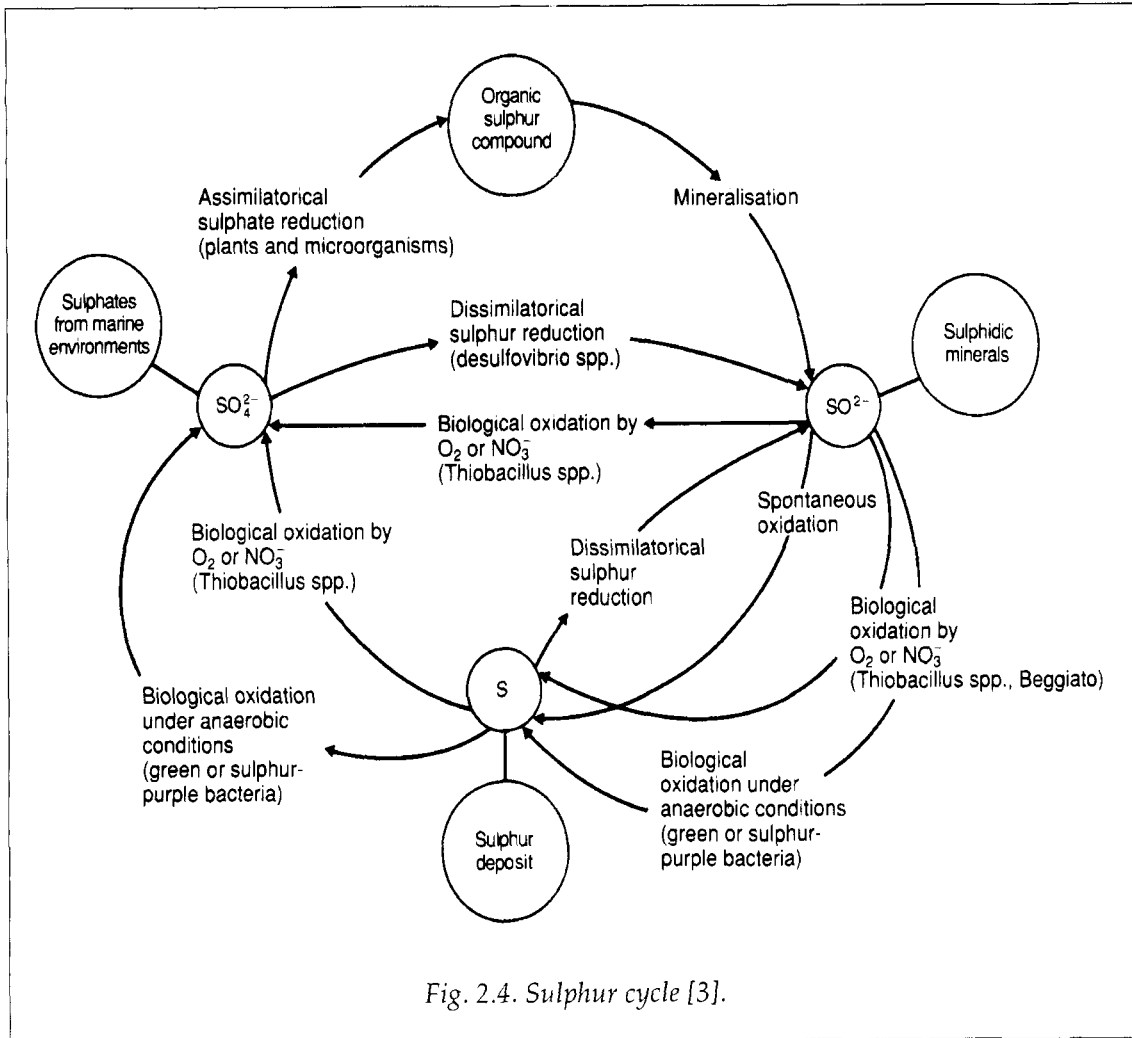 Organic
sulphur
compound
Assimilatorical
sulphate reduction
(plants and microorganisms)
Mineralisation
Sulphates
from marine
environments
Dissimilatorical
sulphur reduction
(desulfovibrio spp.)
Sulphidic
minerals
SO₄²⁻
SO²⁻
Biological oxidation by
O₂ or NO₃⁻
(Thiobacillus spp.)
Spontaneous
oxidation
Biological oxidation by
O₂ or NO₃⁻
(Thiobacillus spp.)
Dissimilatorical
sulphur
reduction
Biological
oxidation by
O₂ or NO₃⁻
(Thiobacillus spp., Beggiato)
S
Biological oxidation
under anaerobic
conditions
(green or sulphur-
purple bacteria)
Biological
oxidation under
anaerobic conditions
(green or sulphur-
purple bacteria)
Sulphur
deposit
Fig. 2.4. Sulphur cycle [3].